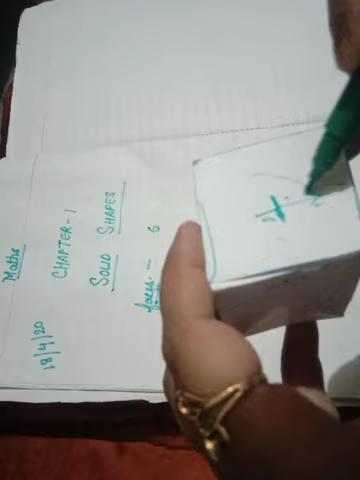 Maths
18/4/20
CHAPTER - 1
SOLID SHAPES
faces - 6